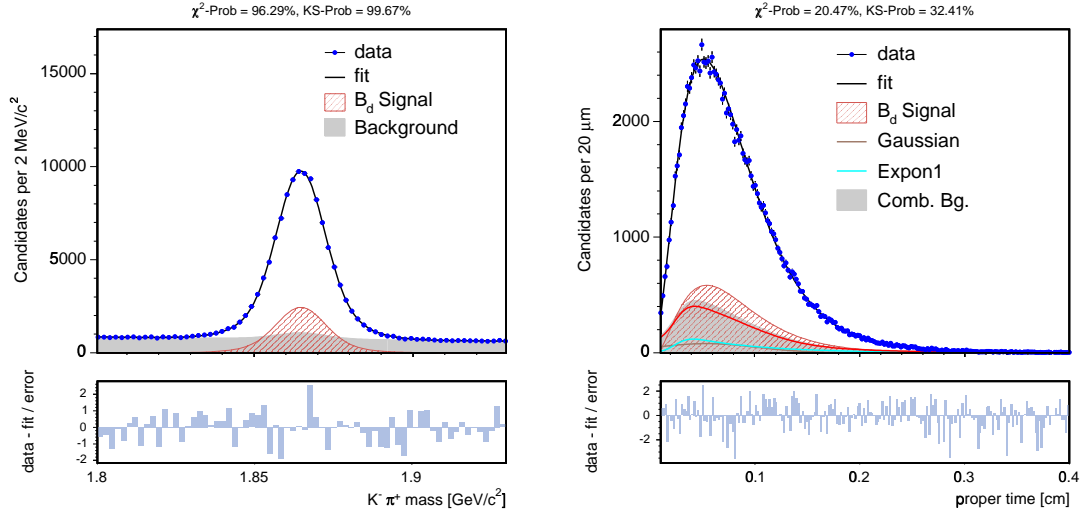 χ²-Prob = 96.29%, KS-Prob = 99.67%
Candidates per 2 MeV/c²
15000
10000
5000
0
data
fit
B_d Signal
Background
data - fit / error
2
1
0
-1
-2
1.8
1.85
1.9
K⁻ π⁺ mass [GeV/c²]
χ²-Prob = 20.47%, KS-Prob = 32.41%
Candidates per 20 μm
2000
1000
0
data
fit
B_d Signal
Gaussian
Expon1
Comb. Bg.
data - fit / error
2
0
-2
0.1
0.2
0.3
0.4
proper time [cm]